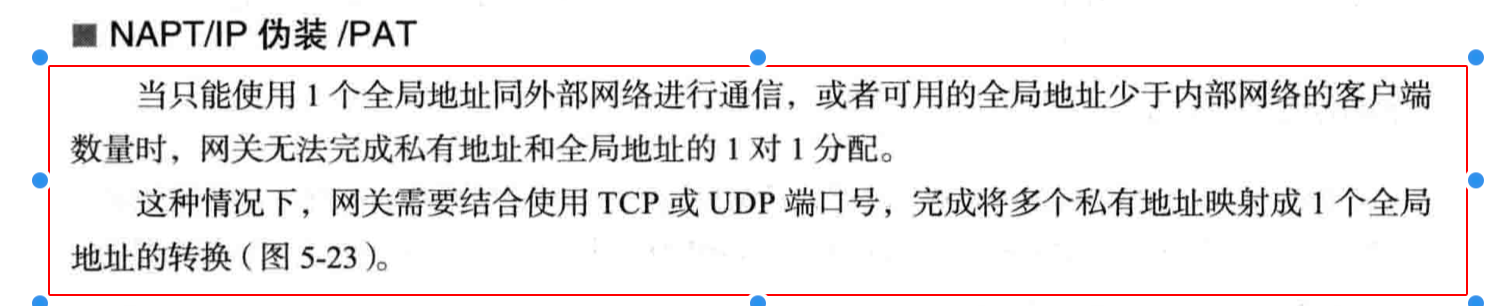 ■ NAPT/IP 伪装 /PAT
当只能使用 1 个全局地址同外部网络进行通信，或者可用的全局地址少于内部网络的客户端
数量时，网关无法完成私有地址和全局地址的 1 对 1 分配。
这种情况下，网关需要结合使用 TCP 或 UDP 端口号，完成将多个私有地址映射成 1 个全局
地址的转换（图 5-23）。